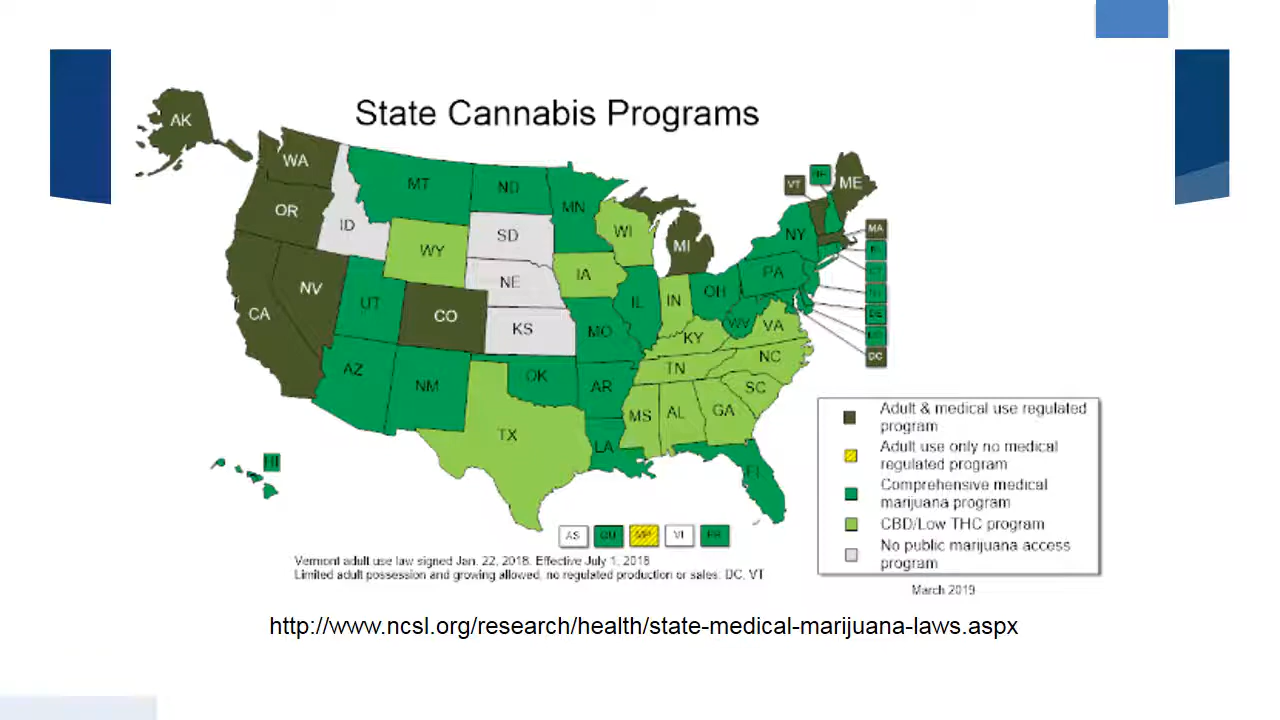 State Cannabis Programs
AK
WA
MT
ND
MN
VT
ME
OR
ID
SD
WI
MI
NY
MA
WY
NE
IA
PA
NV
UT
CO
KS
IL
IN
OH
WV
VA
DE
CA
MO
KY
NC
DC
AZ
NM
OK
AR
TN
SC
TX
LA
MS
AL
GA
FL
HI
AS
GU
VI
PR
Adult & medical use regulated
program
Adult use only no medical
regulated program
Comprehensive medical
marijuana program
CBD/Low THC program
No public marijuana access
program
Vermont adult use law signed Jan. 22, 2018. Effective July 1, 2018
Limited adult possession and growing allowed, no regulated production or sales: DC, VT
March 2019
http://www.ncsl.org/research/health/state-medical-marijuana-laws.aspx